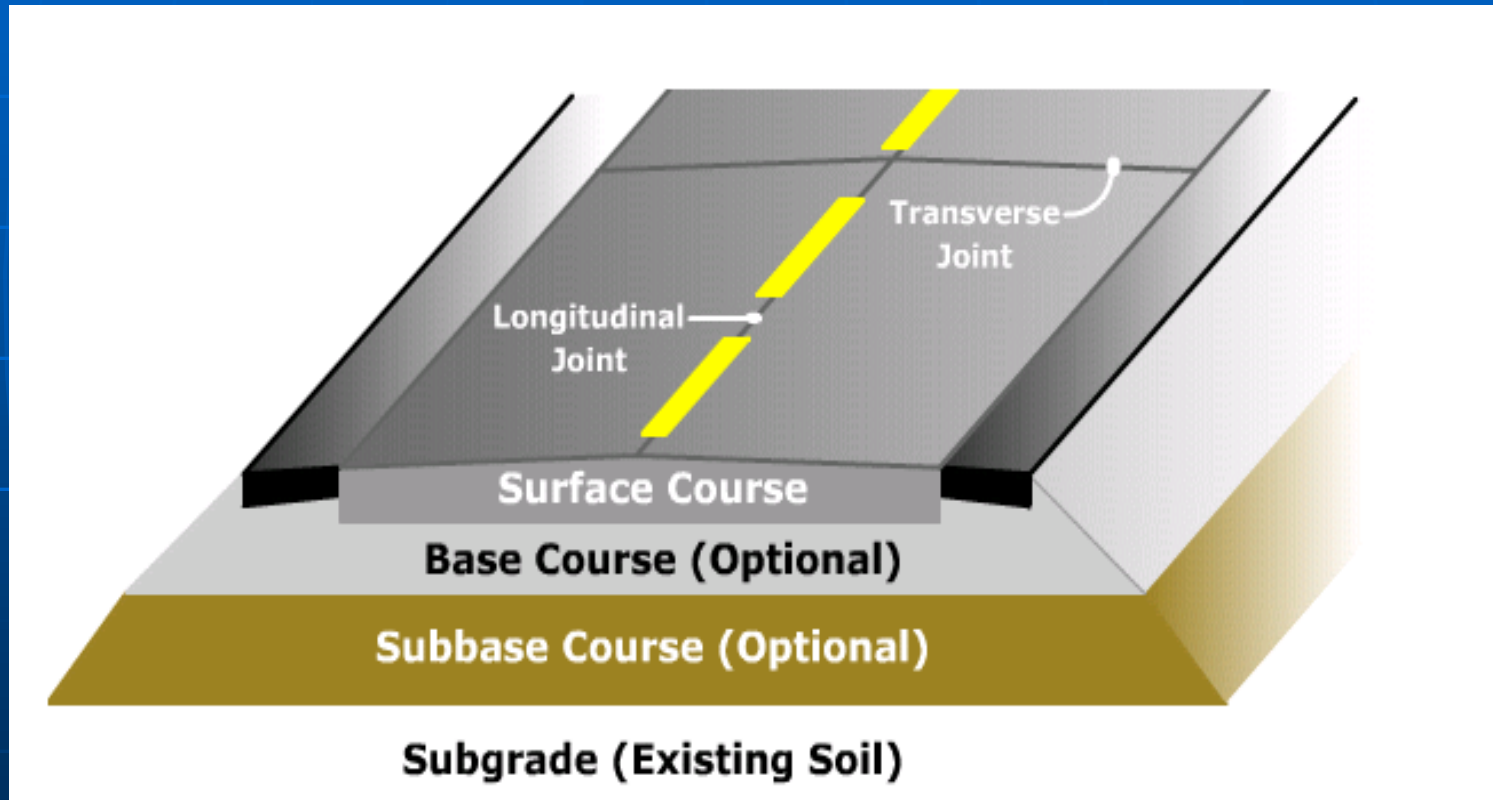 Transverse
Joint
Longitudinal
Joint
Surface Course
Base Course (Optional)
Subbase Course (Optional)
Subgrade (Existing Soil)